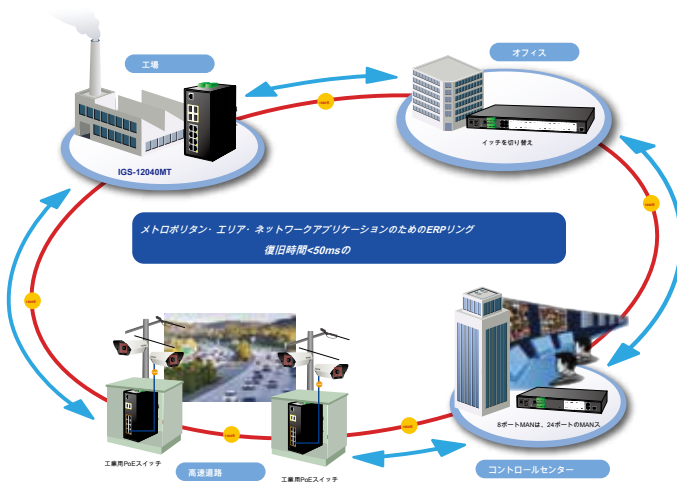 工場
オフィス
IGS-12040MT
イッチを切り替え
メトロポリタン・エリア・ネットワークアプリケーションのためのERPリング
復旧時間<50msの
8ポートMANは、24ポートのMANス
工業用PoEスイッチ
高速道路
工業用PoEスイッチ
コントロールセンター